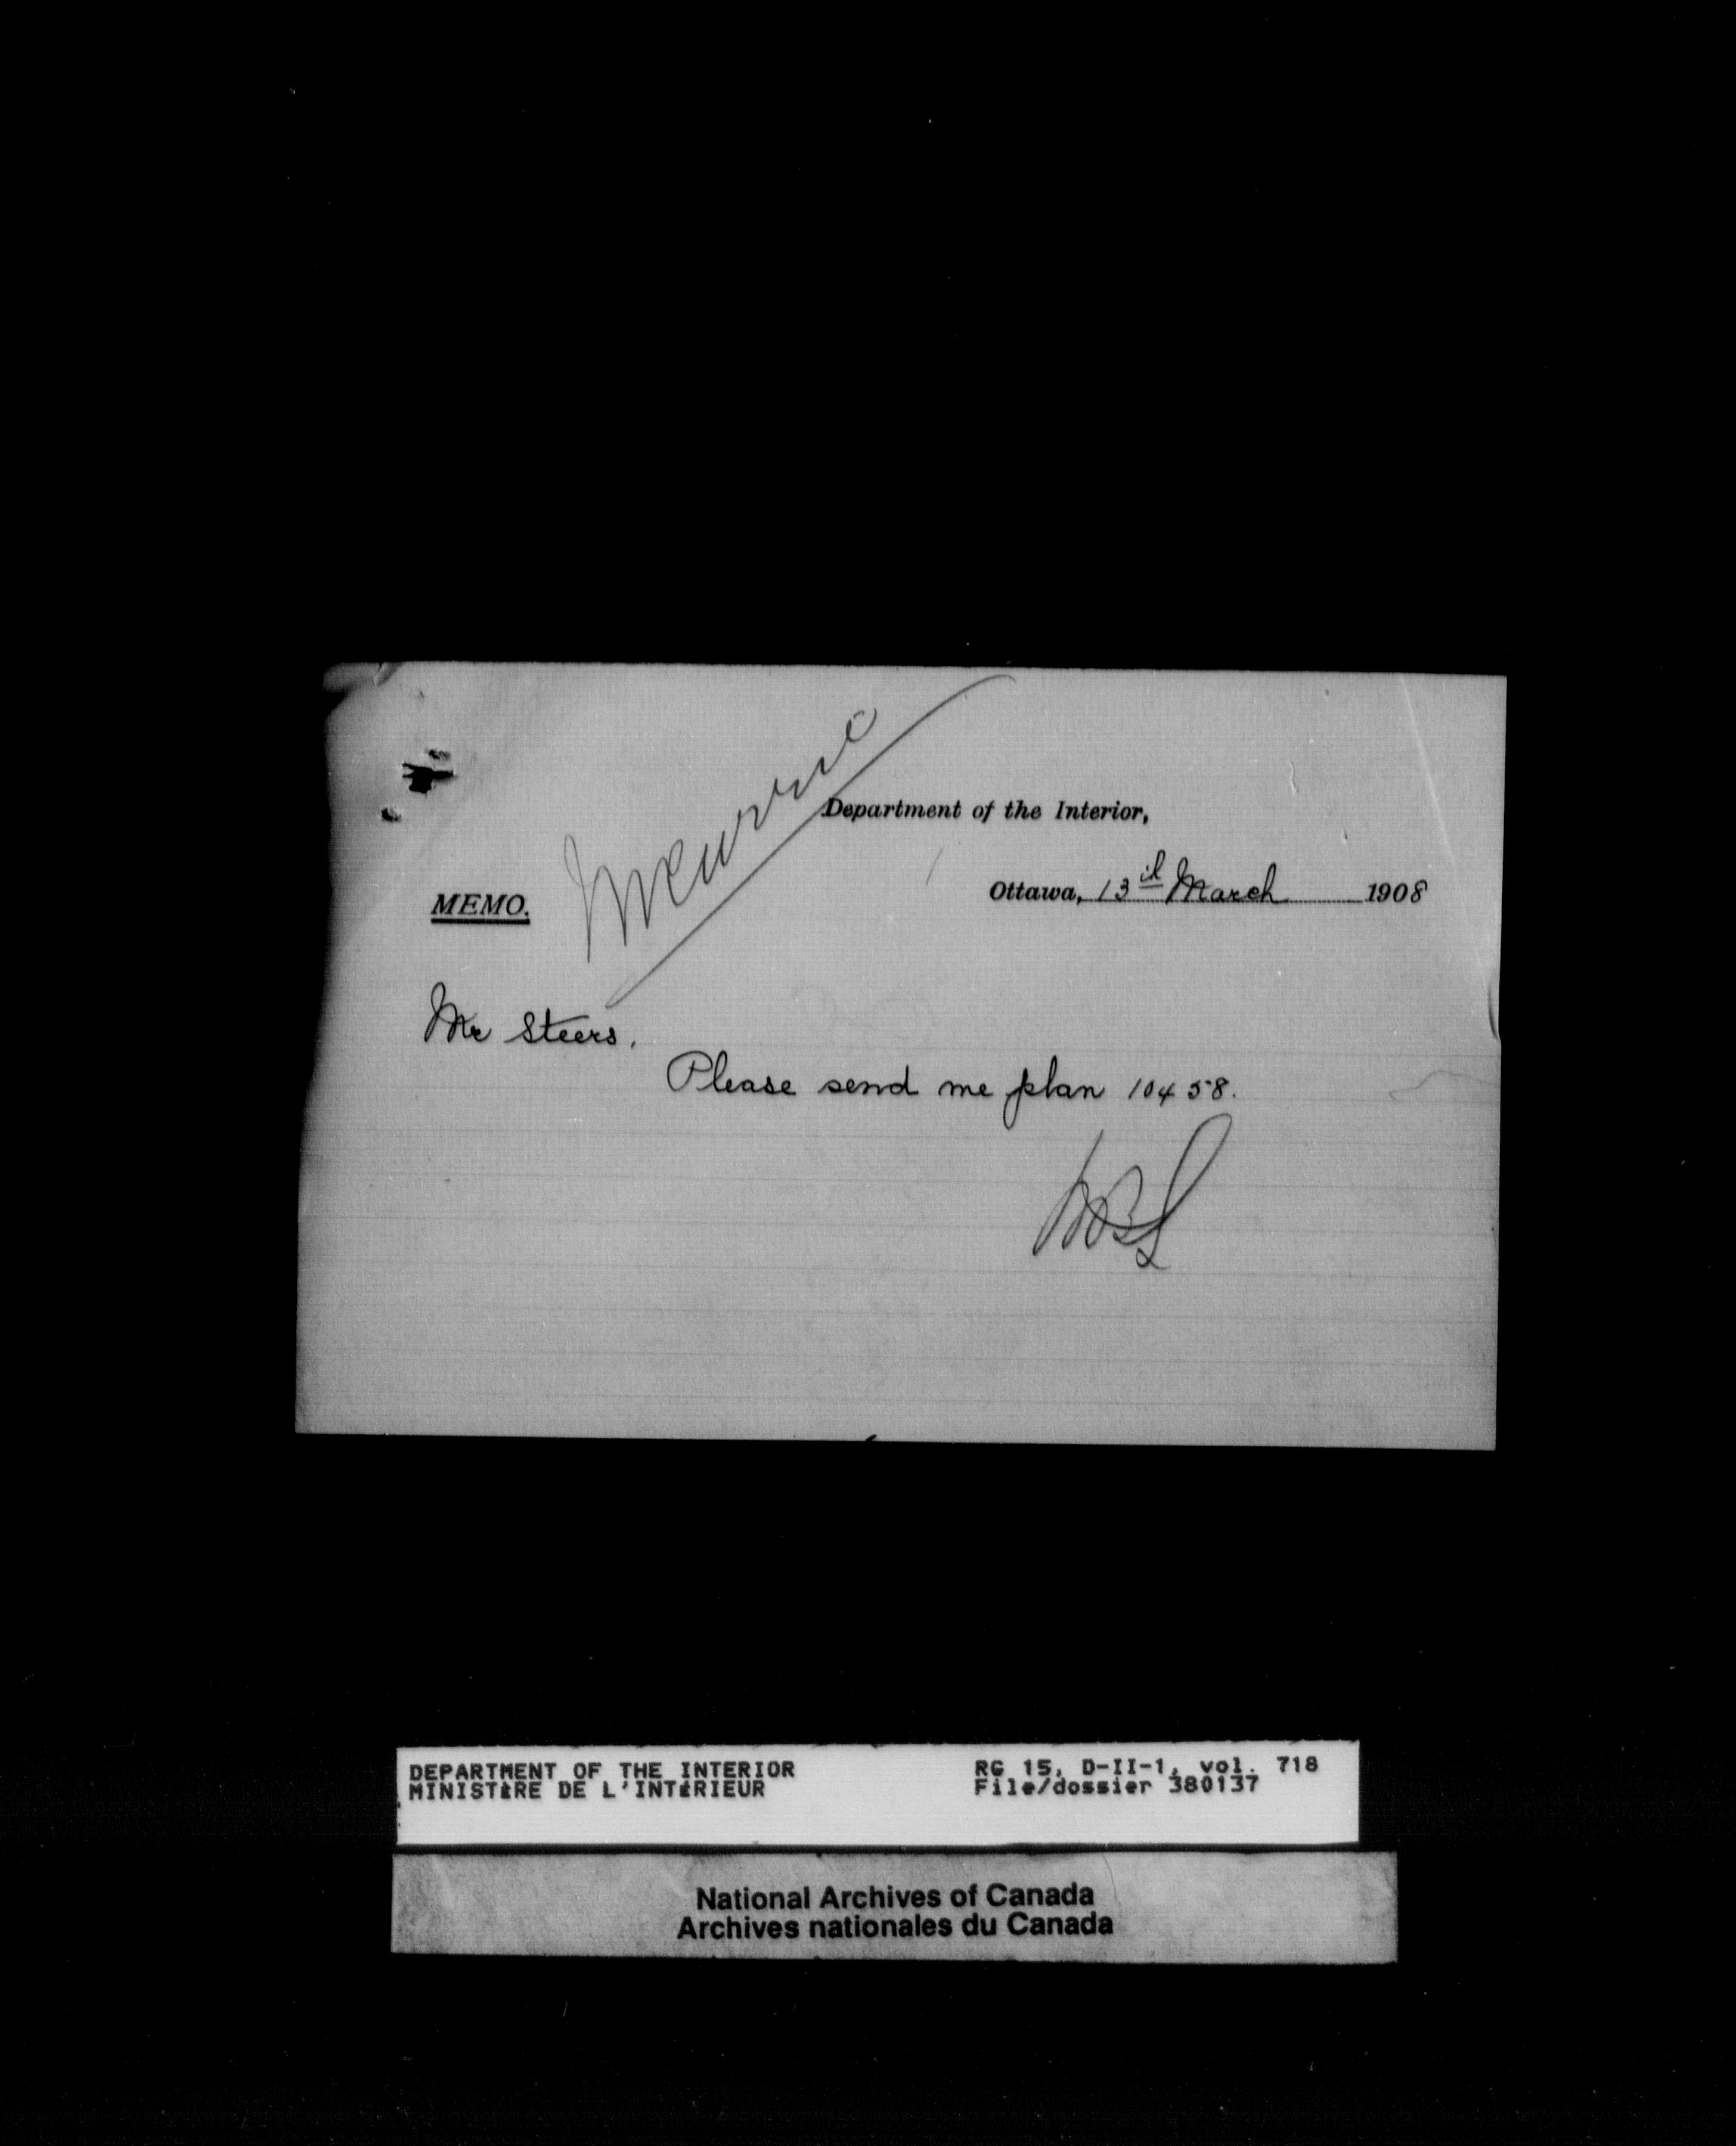 Department of the Interior,
Ottawa, 13th March 1908
MEMO.
Mr Steers.
Please send me plan 10458.
DEPARTMENT OF THE INTERIOR
MINISTÈRE DE L'INTÉRIEUR
RG 15, D-II-1, vol. 718
File/dossier 380137
National Archives of Canada
Archives nationales du Canada